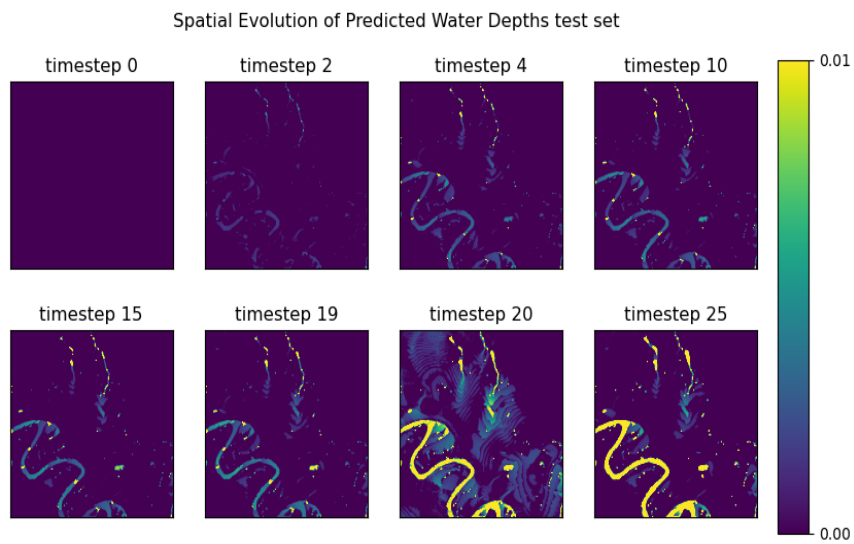 Spatial Evolution of Predicted Water Depths test set
timestep 0
timestep 2
timestep 4
timestep 10
0.01
timestep 15
timestep 19
timestep 20
timestep 25
0.00